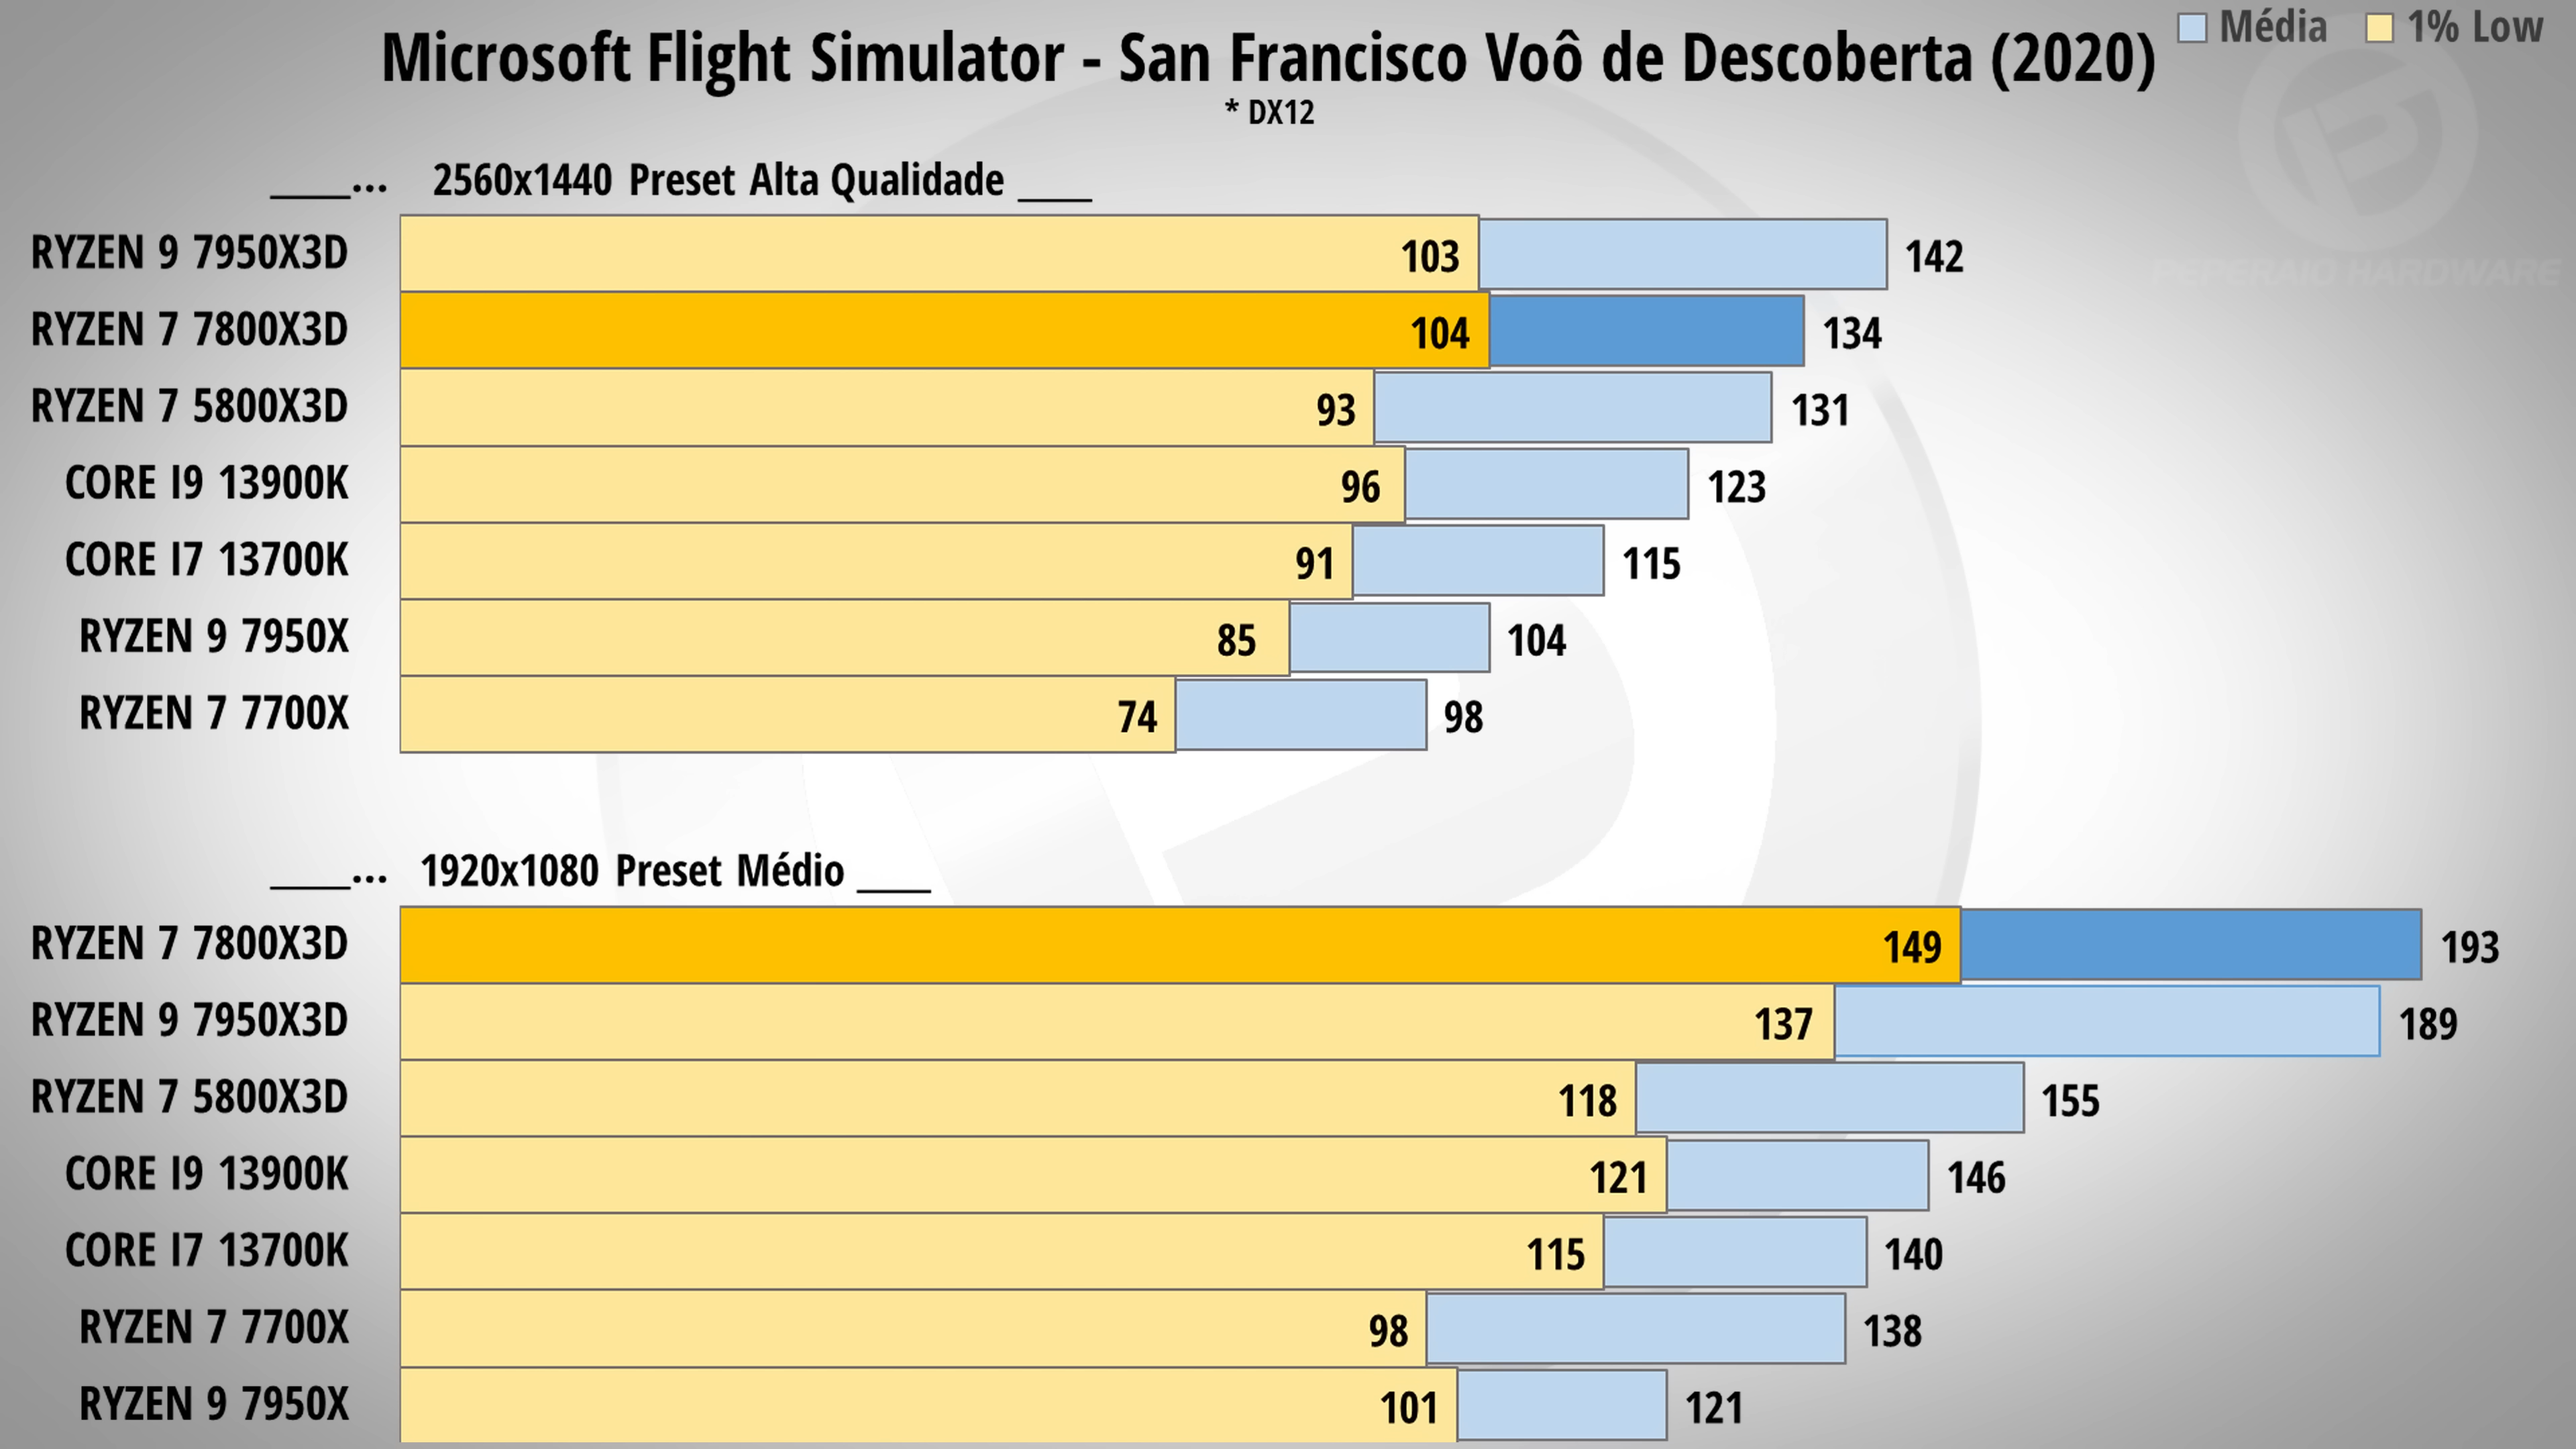 Média 1% Low
Microsoft Flight Simulator - San Francisco Voô de Descoberta (2020)
* DX12
____... 2560x1440 Preset Alta Qualidade ____
RYZEN 9 7950X3D 103 142
RYZEN 7 7800X3D 104 134
RYZEN 7 5800X3D 93 131
CORE I9 13900K 96 123
CORE I7 13700K 91 115
RYZEN 9 7950X 85 104
RYZEN 7 7700X 74 98
____... 1920x1080 Preset Médio ____
RYZEN 7 7800X3D 149 193
RYZEN 9 7950X3D 137 189
RYZEN 7 5800X3D 118 155
CORE I9 13900K 121 146
CORE I7 13700K 115 140
RYZEN 7 7700X 98 138
RYZEN 9 7950X 101 121